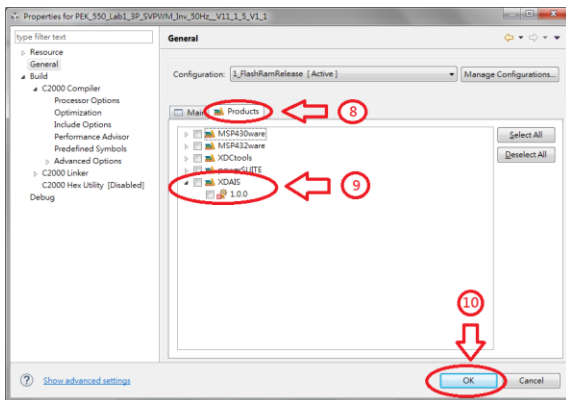 Properties for PEK_550_Lab1_3P_SVPWM_Inv_50Hz__V11_1_5_V1_1
type filter text
General
Resource
General
Build
C2000 Compiler
Processor Options
Optimization
Include Options
Performance Advisor
Predefined Symbols
Advanced Options
C2000 Linker
C2000 Hex Utility [Disabled]
Debug
Configuration: 1_FlashRamRelease [ Active ]
Manage Configurations...
Main
Products
8
MSP430ware
MSP432ware
XDCtools
powerSUITE
XDAIS
1.0.0
9
Select All
Deselect All
10
Show advanced settings
OK
Cancel